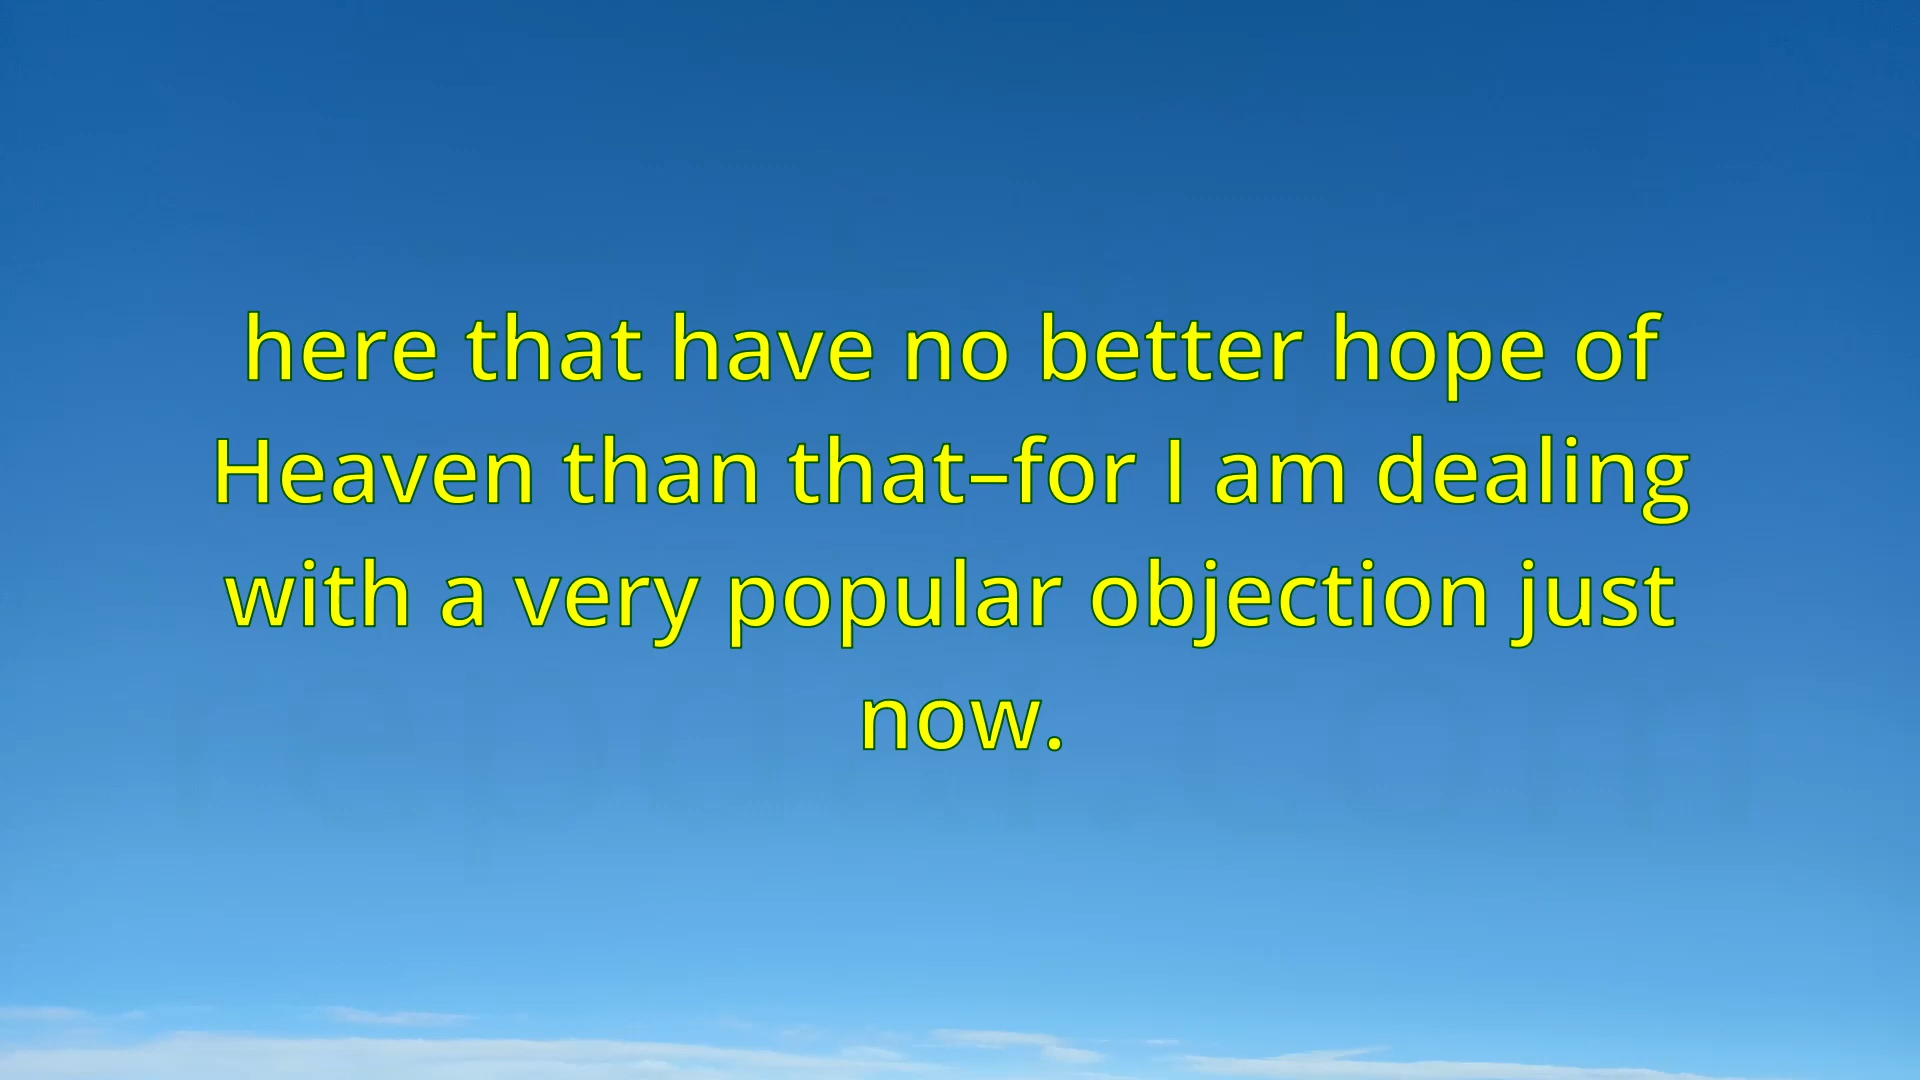 here that have no better hope of
Heaven than that–for I am dealing
with a very popular objection just
now.